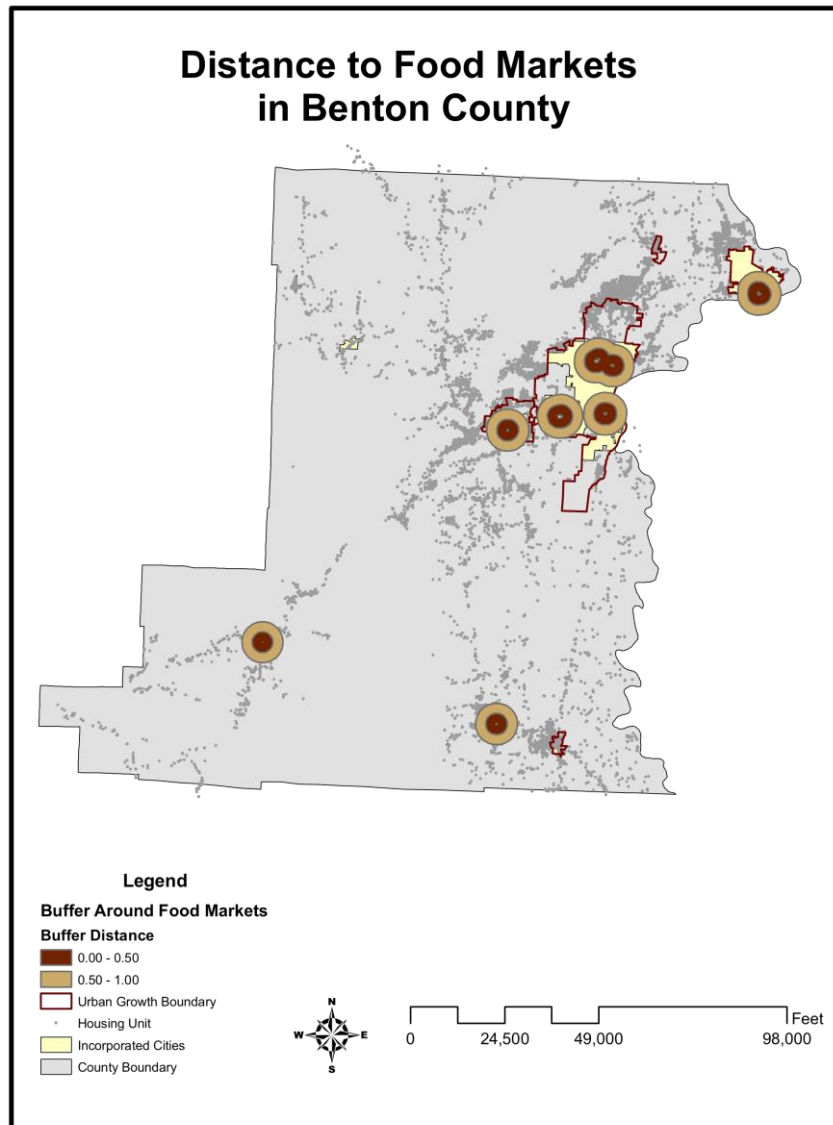 Distance to Food Markets
in Benton County
Legend
Buffer Around Food Markets
Buffer Distance
0.00 - 0.50
0.50 - 1.00
Urban Growth Boundary
Housing Unit
Incorporated Cities
County Boundary
N
W E
S
Feet
0 24,500 49,000 98,000